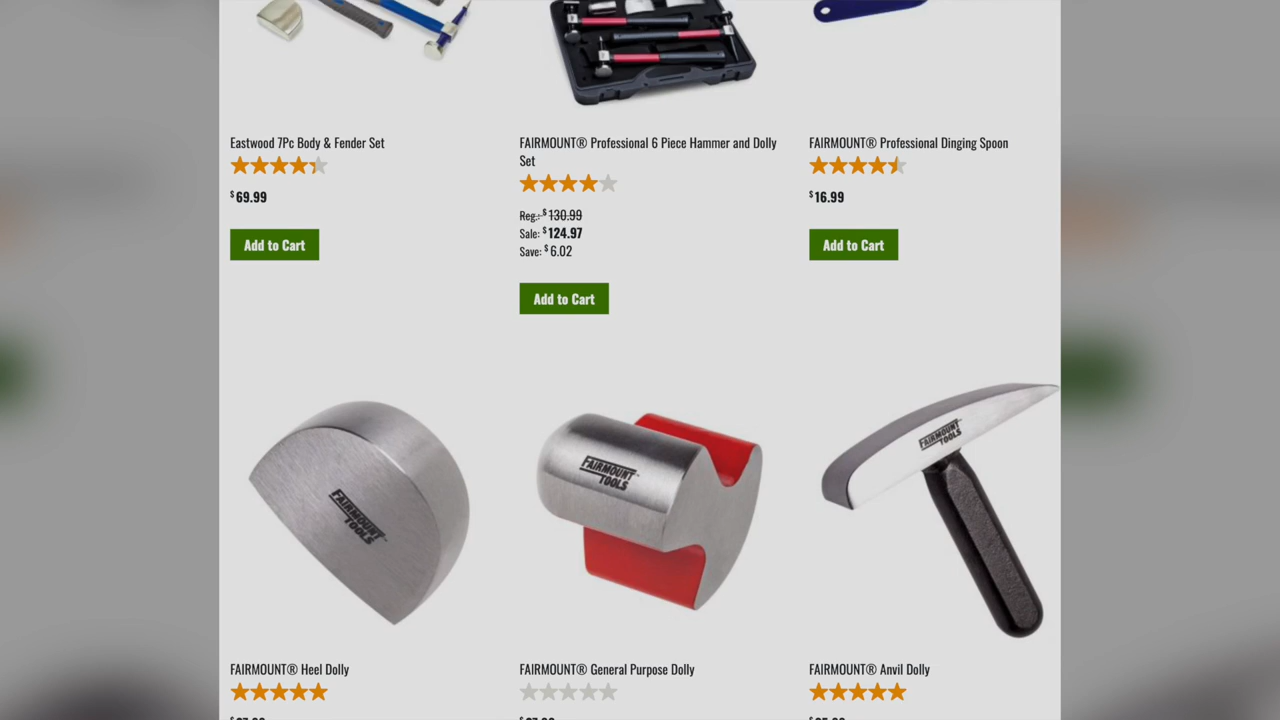 Eastwood 7Pc Body & Fender Set
$69.99
Add to Cart
FAIRMOUNT® Professional 6 Piece Hammer and Dolly
Set
Reg.: $130.99
Sale: $124.97
Save: $6.02
Add to Cart
FAIRMOUNT® Professional Dinging Spoon
$16.99
Add to Cart
FAIRMOUNT
TOOLS
FAIRMOUNT® Heel Dolly
FAIRMOUNT
TOOLS
FAIRMOUNT® General Purpose Dolly
FAIRMOUNT
TOOLS
FAIRMOUNT® Anvil Dolly